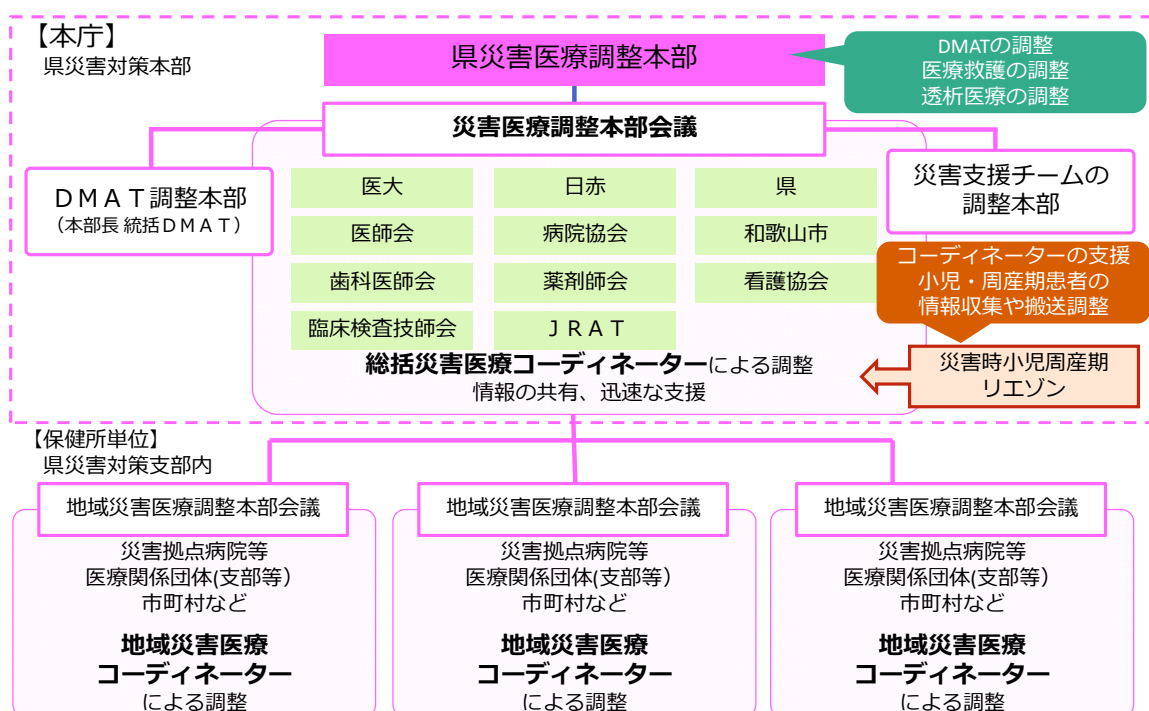 【本庁】
県災害対策本部
県災害医療調整本部
DMATの調整
医療救護の調整
透析医療の調整
災害医療調整本部会議
ＤＭＡＴ調整本部
（本部長 統括ＤＭＡＴ）
医大
日赤
県
医師会
病院協会
和歌山市
歯科医師会
薬剤師会
看護協会
臨床検査技師会
ＪＲＡＴ
災害支援チームの
調整本部
コーディネーターの支援
小児・周産期患者の
情報収集や搬送調整
災害時小児周産期
リエゾン
総括災害医療コーディネーターによる調整
情報の共有、迅速な支援
【保健所単位】
県災害対策支部内
地域災害医療調整本部会議
災害拠点病院等
医療関係団体(支部等）
市町村など
地域災害医療
コーディネーター
による調整
地域災害医療調整本部会議
災害拠点病院等
医療関係団体(支部等）
市町村など
地域災害医療
コーディネーター
による調整
地域災害医療調整本部会議
災害拠点病院等
医療関係団体(支部等）
市町村など
地域災害医療
コーディネーター
による調整